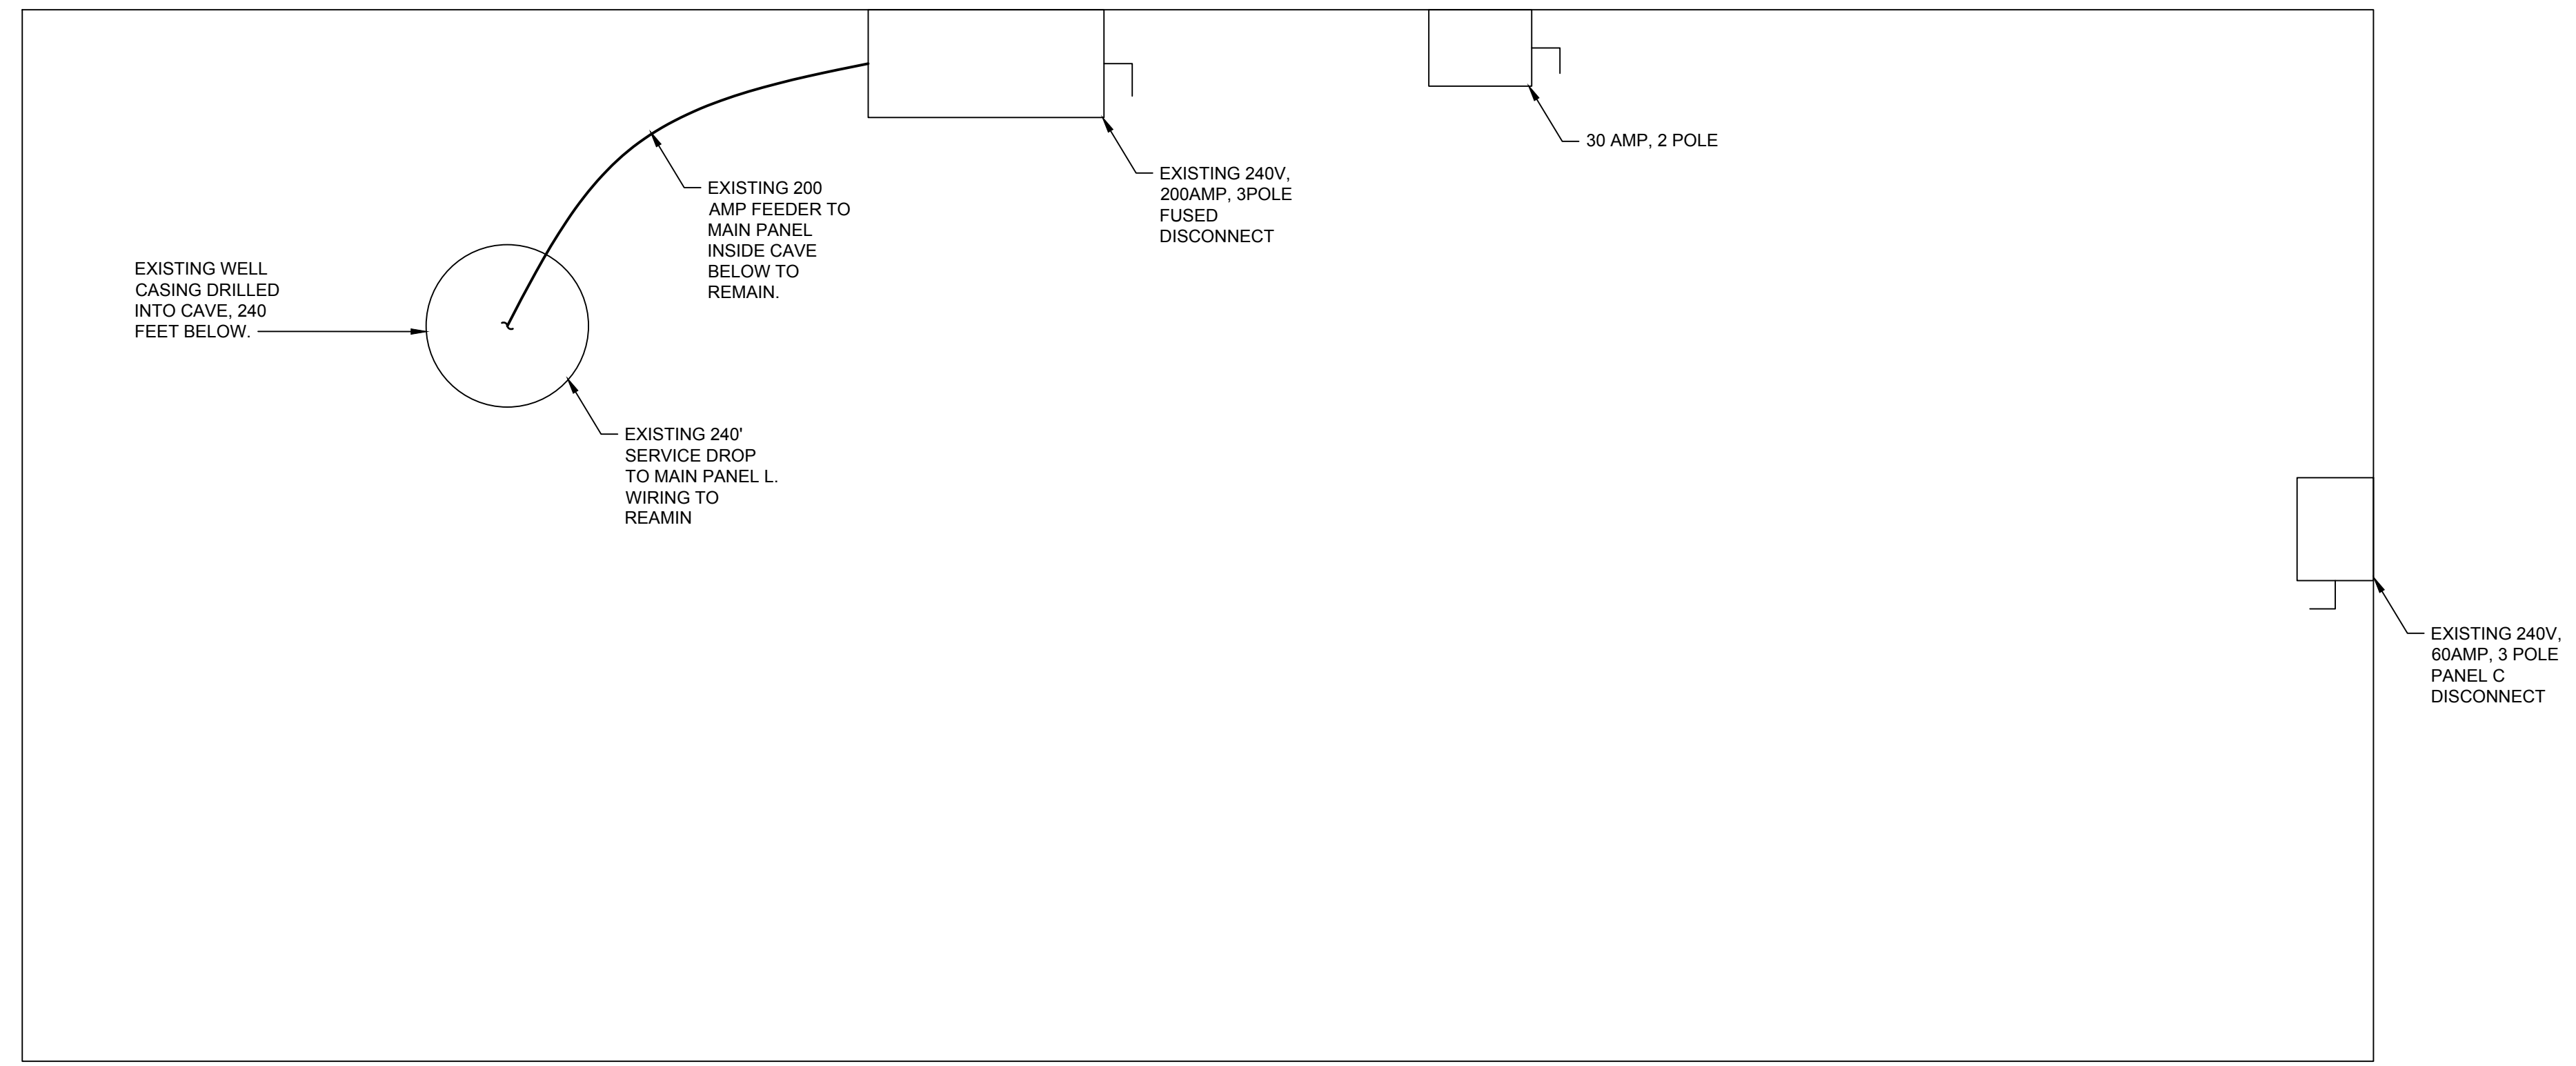 30 AMP, 2 POLE
EXISTING 240V,
200AMP, 3POLE
FUSED
DISCONNECT
EXISTING 200
AMP FEEDER TO
MAIN PANEL
INSIDE CAVE
BELOW TO
REMAIN.
EXISTING WELL
CASING DRILLED
INTO CAVE, 240
FEET BELOW.
EXISTING 240'
SERVICE DROP
TO MAIN PANEL L.
WIRING TO
REAMIN
EXISTING 240V,
60AMP, 3 POLE
PANEL C
DISCONNECT